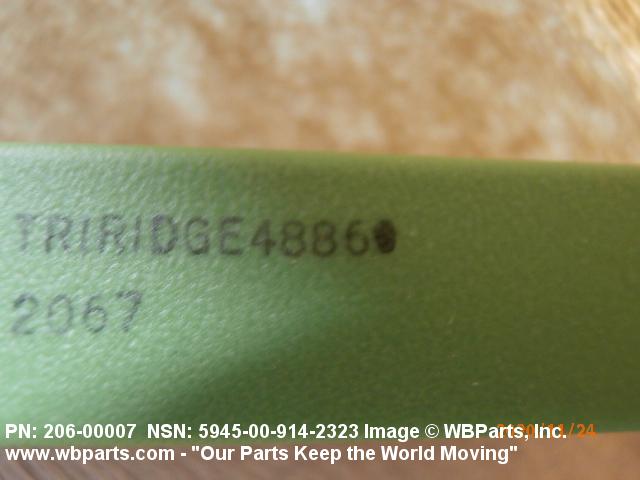 TRIRIDGE4886
2067
PN: 206-00007 NSN: 5945-00-914-2323 Image © WBParts, Inc.
www.wbparts.com - "Our Parts Keep the World Moving"